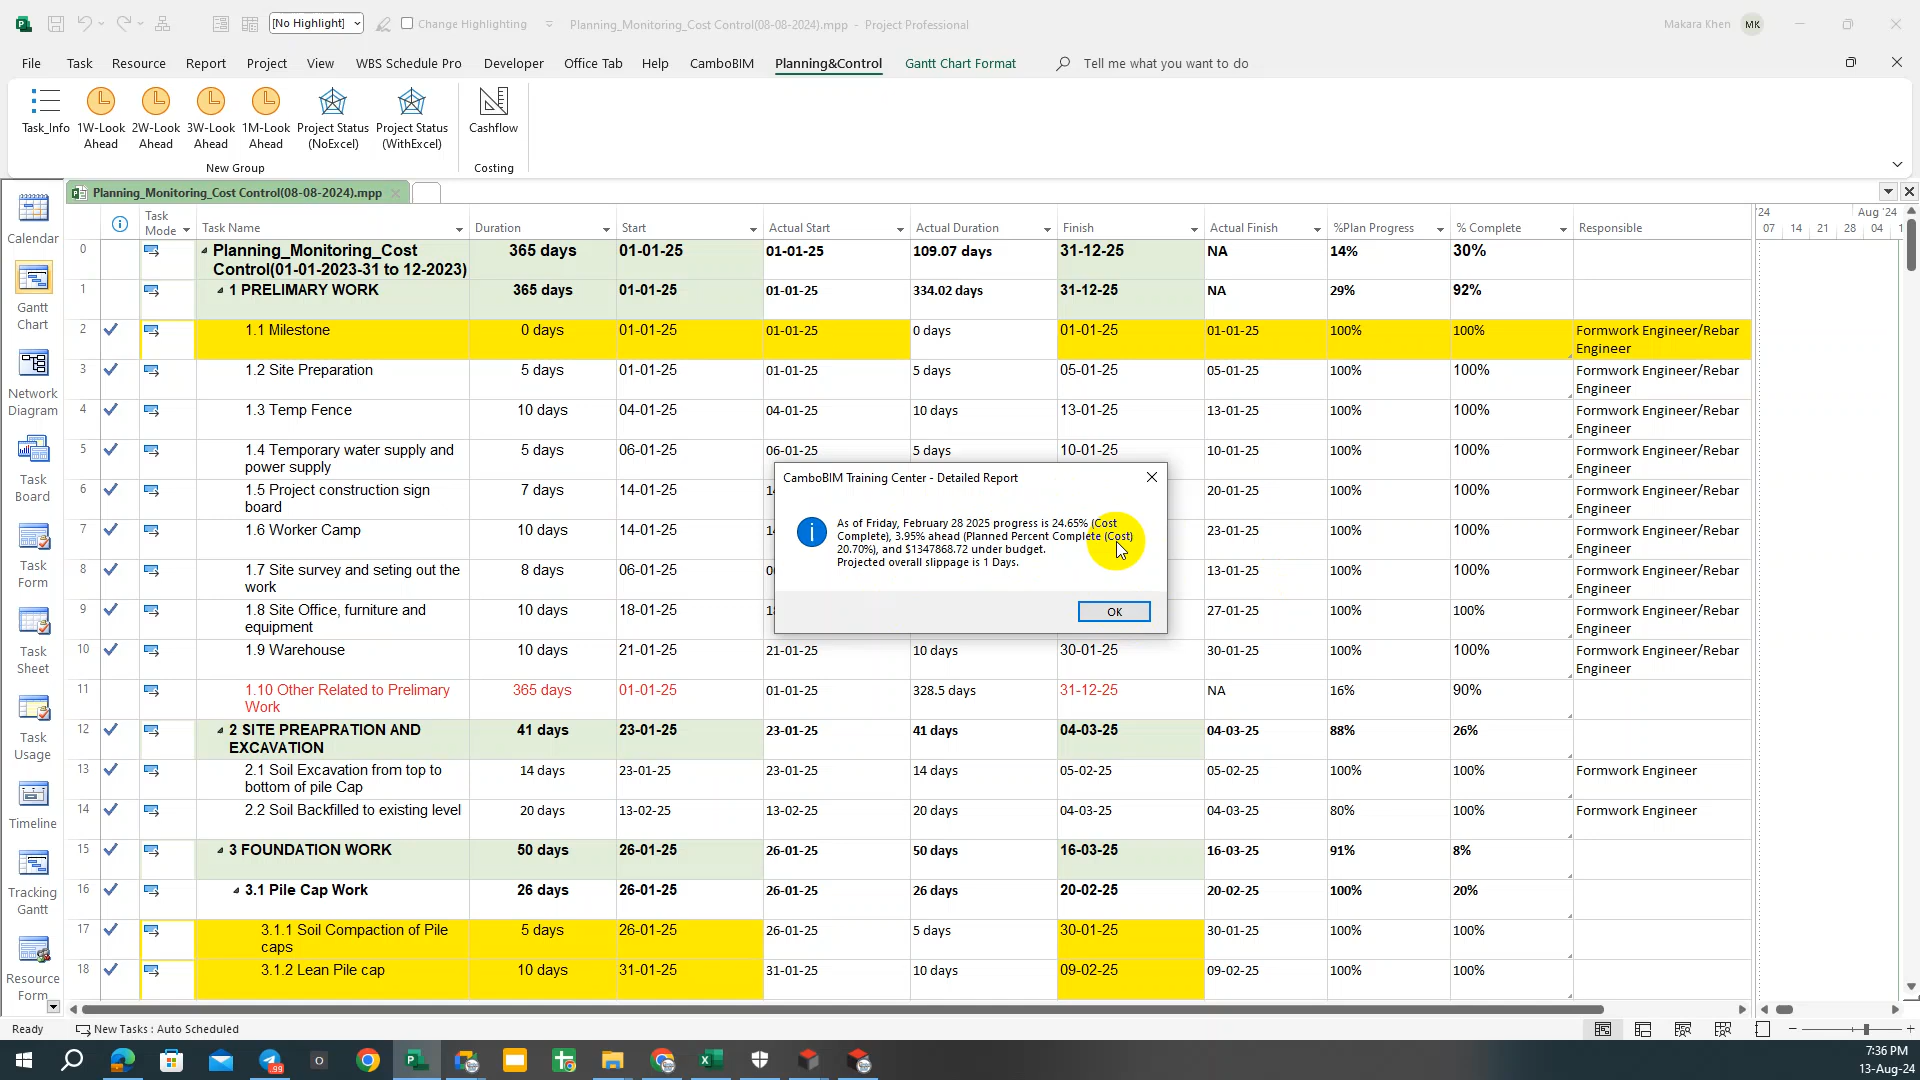 [No Highlight]
Change Highlighting
Planning_Monitoring_Cost Control(08-08-2024).mpp - Project Professional
Makara Khen
MK
File Task Resource Report Project View WBS Schedule Pro Developer Office Tab Help CamboBIM Planning&Control Gantt Chart Format Tell me what you want to do
Task_Info
1W-Look Ahead
2W-Look Ahead
3W-Look Ahead
1M-Look Ahead
Project Status (NoExcel)
Project Status (WithExcel)
Cashflow
New Group
Costing
Planning_Monitoring_Cost Control(08-08-2024).mpp
Calendar
Gantt Chart
Network Diagram
Task Board
Task Form
Task Sheet
Task Usage
Timeline
Tracking Gantt
Resource Form
Task Mode Task Name Duration Start Actual Start Actual Duration Finish Actual Finish %Plan Progress % Complete Responsible
24 Aug '24
07 14 21 28 04 1
0 Planning_Monitoring_Cost Control(01-01-2023-31 to 12-2023) 365 days 01-01-25 01-01-25 109.07 days 31-12-25 NA 14% 30%
1 1 PRELIMARY WORK 365 days 01-01-25 01-01-25 334.02 days 31-12-25 NA 29% 92%
2 1.1 Milestone 0 days 01-01-25 01-01-25 0 days 01-01-25 01-01-25 100% 100% Formwork Engineer/Rebar Engineer
3 1.2 Site Preparation 5 days 01-01-25 01-01-25 5 days 05-01-25 05-01-25 100% 100% Formwork Engineer/Rebar Engineer
4 1.3 Temp Fence 10 days 04-01-25 04-01-25 10 days 13-01-25 13-01-25 100% 100% Formwork Engineer/Rebar Engineer
5 1.4 Temporary water supply and power supply 5 days 06-01-25 06-01-25 5 days 10-01-25 10-01-25 100% 100% Formwork Engineer/Rebar Engineer
6 1.5 Project construction sign board 7 days 14-01-25 20-01-25 100% 100% Formwork Engineer/Rebar Engineer
7 1.6 Worker Camp 10 days 14-01-25 23-01-25 100% 100% Formwork Engineer/Rebar Engineer
8 1.7 Site survey and seting out the work 8 days 06-01-25 13-01-25 100% 100% Formwork Engineer/Rebar Engineer
9 1.8 Site Office, furniture and equipment 10 days 18-01-25 27-01-25 100% 100% Formwork Engineer/Rebar Engineer
10 1.9 Warehouse 10 days 21-01-25 21-01-25 10 days 30-01-25 30-01-25 100% 100% Formwork Engineer/Rebar Engineer
11 1.10 Other Related to Prelimary Work 365 days 01-01-25 01-01-25 328.5 days 31-12-25 NA 16% 90%
12 2 SITE PREAPRATION AND EXCAVATION 41 days 23-01-25 23-01-25 41 days 04-03-25 04-03-25 88% 26%
13 2.1 Soil Excavation from top to bottom of pile Cap 14 days 23-01-25 23-01-25 14 days 05-02-25 05-02-25 100% 100% Formwork Engineer
14 2.2 Soil Backfilled to existing level 20 days 13-02-25 13-02-25 20 days 04-03-25 04-03-25 80% 100% Formwork Engineer
15 3 FOUNDATION WORK 50 days 26-01-25 26-01-25 50 days 16-03-25 16-03-25 91% 8%
16 3.1 Pile Cap Work 26 days 26-01-25 26-01-25 26 days 20-02-25 20-02-25 100% 20%
17 3.1.1 Soil Compaction of Pile caps 5 days 26-01-25 26-01-25 5 days 30-01-25 30-01-25 100% 100%
18 3.1.2 Lean Pile cap 10 days 31-01-25 31-01-25 10 days 09-02-25 09-02-25 100% 100%
CamboBIM Training Center - Detailed Report
As of Friday, February 28 2025 progress is 24.65% (Cost
Complete), 3.95% ahead (Planned Percent Complete (Cost)
20.70%), and $1347868.72 under budget.
Projected overall slippage is 1 Days.
OK
Ready New Tasks : Auto Scheduled
7:36 PM
13-Aug-24